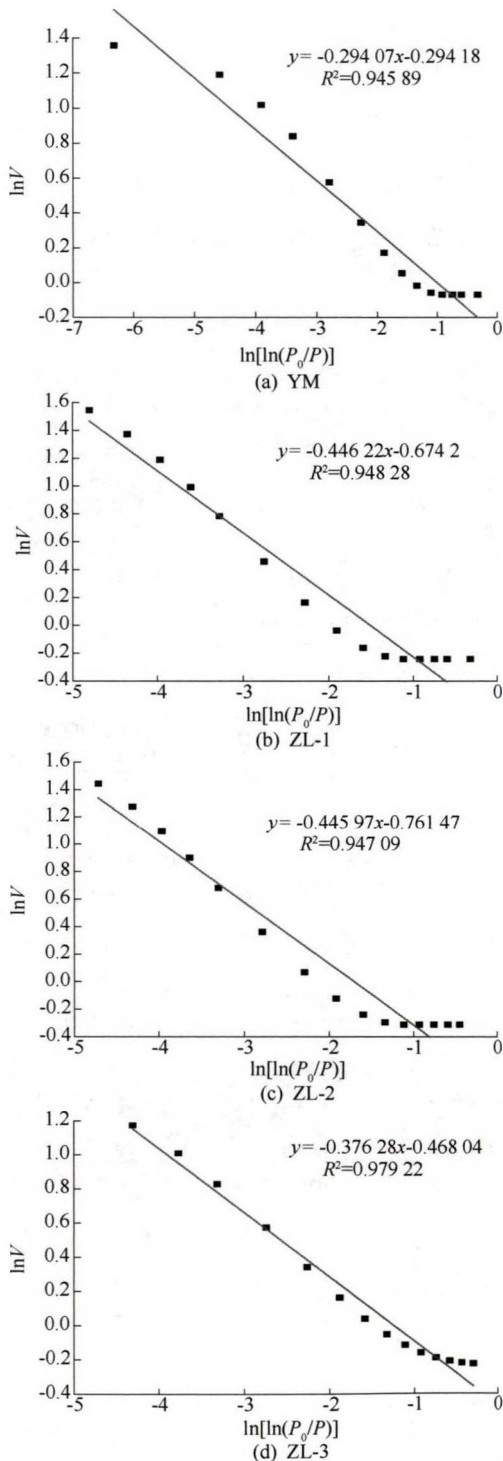 1.4
1.2
1.0
0.8
0.6
0.4
0.2
0.0
-0.2
lnV
y= -0.294 07x-0.294 18
R²=0.945 89
-7 -6 -5 -4 -3 -2 -1 0
ln[ln(P₀/P)]
(a) YM
1.6
1.4
1.2
1.0
0.8
0.6
0.4
0.2
0.0
-0.2
-0.4
lnV
y= -0.446 22x-0.674 2
R²=0.948 28
-5 -4 -3 -2 -1 0
ln[ln(P₀/P)]
(b) ZL-1
1.6
1.4
1.2
1.0
0.8
0.6
0.4
0.2
0.0
-0.2
-0.4
lnV
y= -0.445 97x-0.761 47
R²=0.947 09
-5 -4 -3 -2 -1 0
ln[ln(P₀/P)]
(c) ZL-2
1.2
1.0
0.8
0.6
0.4
0.2
0.0
-0.2
-0.4
lnV
y= -0.376 28x-0.468 04
R²=0.979 22
-5 -4 -3 -2 -1 0
ln[ln(P₀/P)]
(d) ZL-3